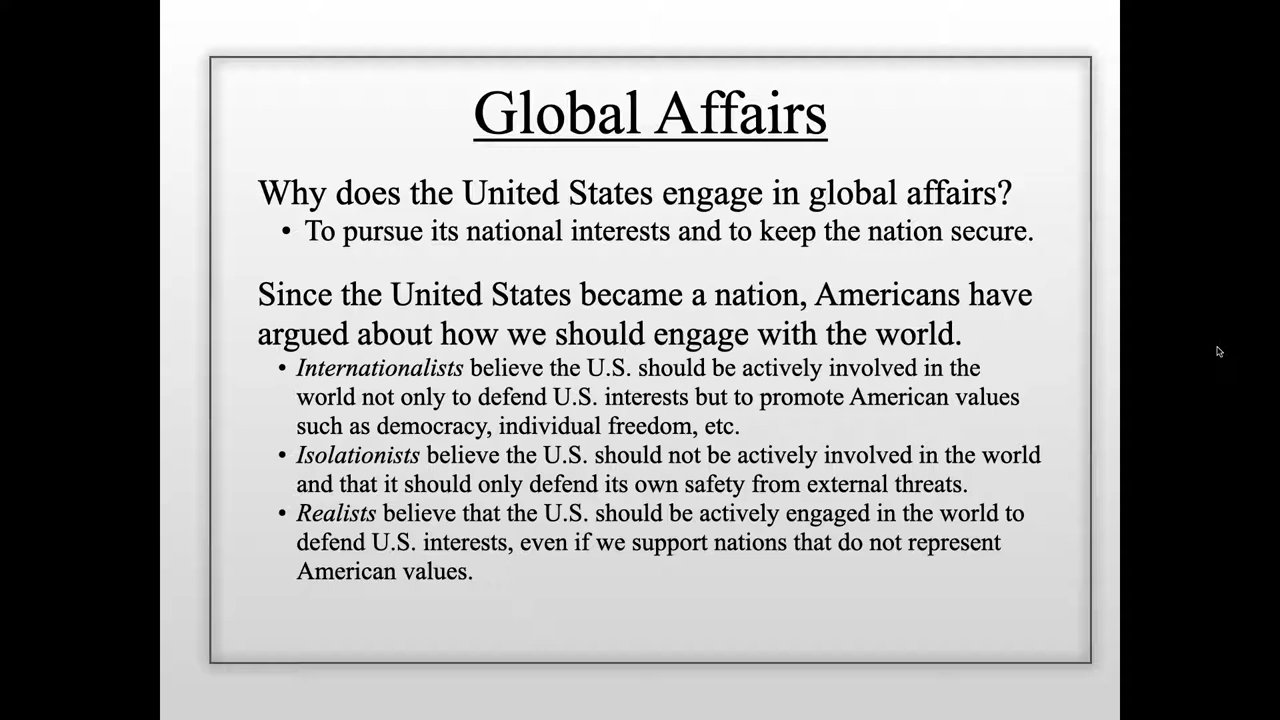 Global Affairs
Why does the United States engage in global affairs?
• To pursue its national interests and to keep the nation secure.
Since the United States became a nation, Americans have
argued about how we should engage with the world.
• Internationalists believe the U.S. should be actively involved in the
world not only to defend U.S. interests but to promote American values
such as democracy, individual freedom, etc.
• Isolationists believe the U.S. should not be actively involved in the world
and that it should only defend its own safety from external threats.
• Realists believe that the U.S. should be actively engaged in the world to
defend U.S. interests, even if we support nations that do not represent
American values.